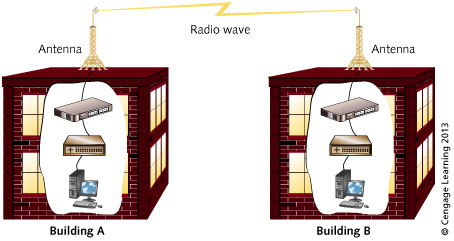 Radio wave
Antenna
Antenna
Building A
Building B
© Cengage Learning 2013